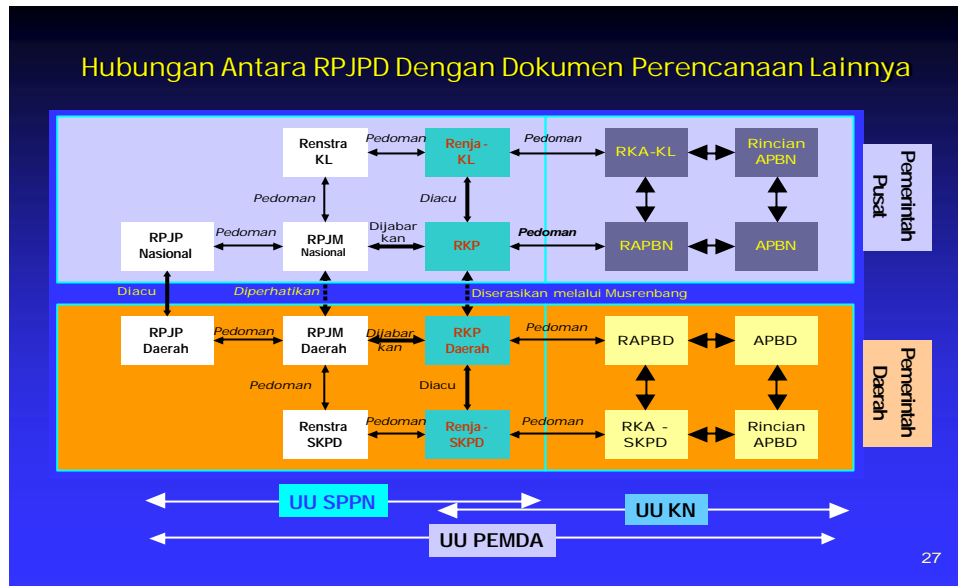 Hubungan Antara RPJPD Dengan Dokumen Perencanaan Lainnya
Renstra
KL
Pedoman
Renja -
KL
Pedoman
RKA-KL
Rincian
APBN
Pemerintah
Pusat
Pedoman
Diacu
RPJP
Nasional
Pedoman
RPJM
Nasional
Dijabar
kan
RKP
Pedoman
RAPBN
APBN
Diacu
Diperhatikan
Diserasikan melalui Musrenbang
RPJP
Daerah
Pedoman
RPJM
Daerah
Dijabar
kan
RKP
Daerah
Pedoman
RAPBD
APBD
Pemerintah
Daerah
Pedoman
Diacu
Renstra
SKPD
Pedoman
Renja -
SKPD
Pedoman
RKA -
SKPD
Rincian
APBD
UU SPPN
UU KN
UU PEMDA
27